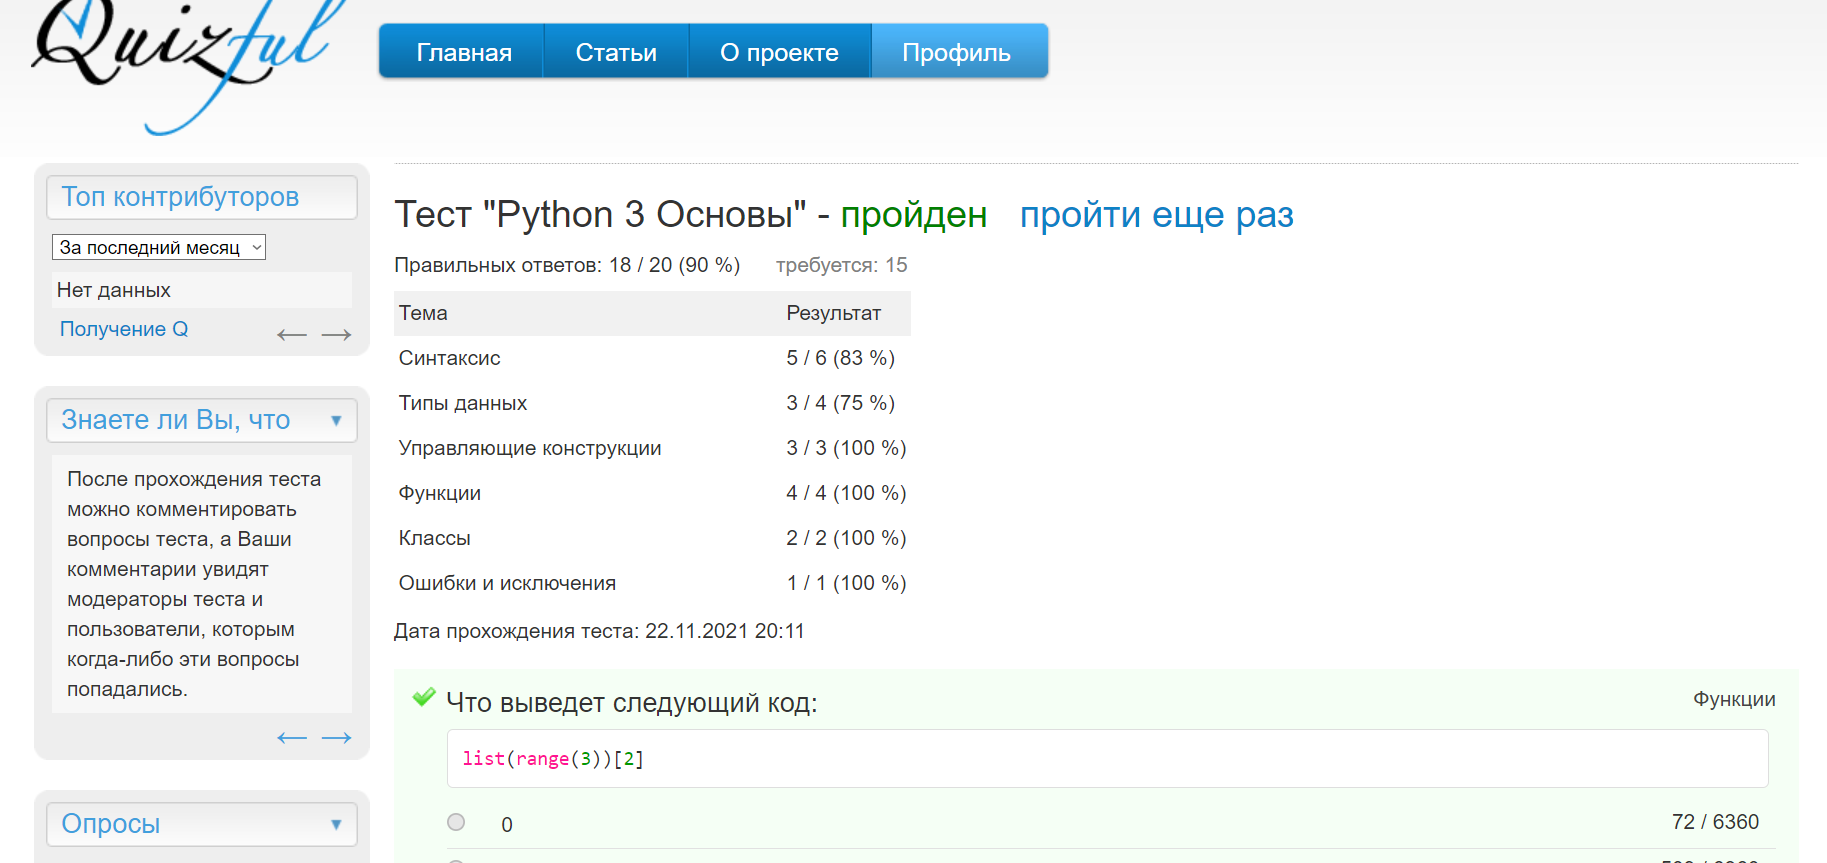 Quizful
Главная
Статьи
О проекте
Профиль
Топ контрибуторов
За последний месяц
Нет данных
Получение Q
← →
Знаете ли Вы, что
После прохождения теста
можно комментировать
вопросы теста, а Ваши
комментарии увидят
модераторы теста и
пользователи, которым
когда-либо эти вопросы
попадались.
← →
Опросы
Тест "Python 3 Основы" - пройден пройти еще раз
Правильных ответов: 18 / 20 (90 %) требуется: 15
Тема Результат
Синтаксис 5 / 6 (83 %)
Типы данных 3 / 4 (75 %)
Управляющие конструкции 3 / 3 (100 %)
Функции 4 / 4 (100 %)
Классы 2 / 2 (100 %)
Ошибки и исключения 1 / 1 (100 %)
Дата прохождения теста: 22.11.2021 20:11
Что выведет следующий код: Функции
list(range(3))[2]
0 72 / 6360